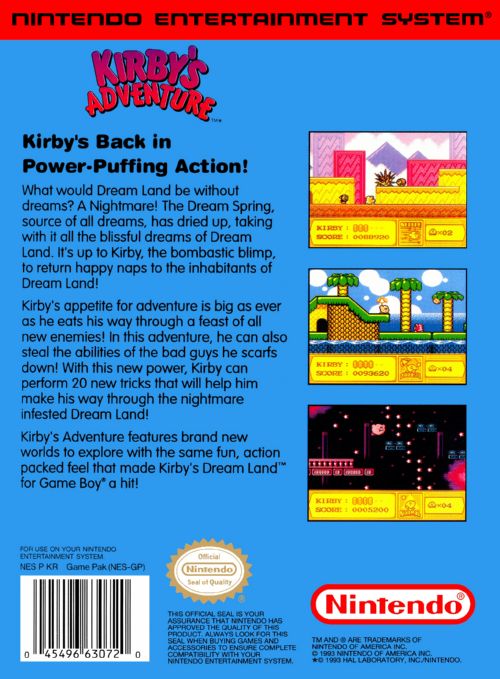 NINTENDO ENTERTAINMENT SYSTEM®
KIRBY'S
ADVENTURE
TM
Kirby's Back in
Power-Puffing Action!
What would Dream Land be without
dreams? A Nightmare! The Dream Spring,
source of all dreams, has dried up, taking
with it all the blissful dreams of Dream
Land. It's up to Kirby, the bombastic blimp,
to return happy naps to the inhabitants of
Dream Land!
Kirby's appetite for adventure is big as ever
as he eats his way through a feast of all
new enemies! In this adventure, he can also
steal the abilities of the bad guys he scarfs
down! With this new power, Kirby can
perform 20 new tricks that will help him
make his way through the nightmare
infested Dream Land!
Kirby's Adventure features brand new
worlds to explore with the same fun, action
packed feel that made Kirby's Dream Land™
for Game Boy® a hit!
KIRBY :
SCORE : 0088920
×02
KIRBY :
SCORE : 0093620
×04
KIRBY :
SCORE : 0005200
×04
FOR USE ON YOUR NINTENDO
ENTERTAINMENT SYSTEM
NES P KR Game Pak (NES-GP)
0 45496 63072 0
Official
Nintendo
Seal of Quality
THIS OFFICIAL SEAL IS YOUR
ASSURANCE THAT NINTENDO HAS
APPROVED THE QUALITY OF THIS
PRODUCT. ALWAYS LOOK FOR THIS
SEAL WHEN BUYING GAMES AND
ACCESSORIES TO ENSURE COMPLETE
COMPATIBILITY WITH YOUR
NINTENDO ENTERTAINMENT SYSTEM.
Nintendo®
TM AND ® ARE TRADEMARKS OF
NINTENDO OF AMERICA INC.
© 1993 NINTENDO OF AMERICA INC.
★© 1993 HAL LABORATORY, INC./NINTENDO.